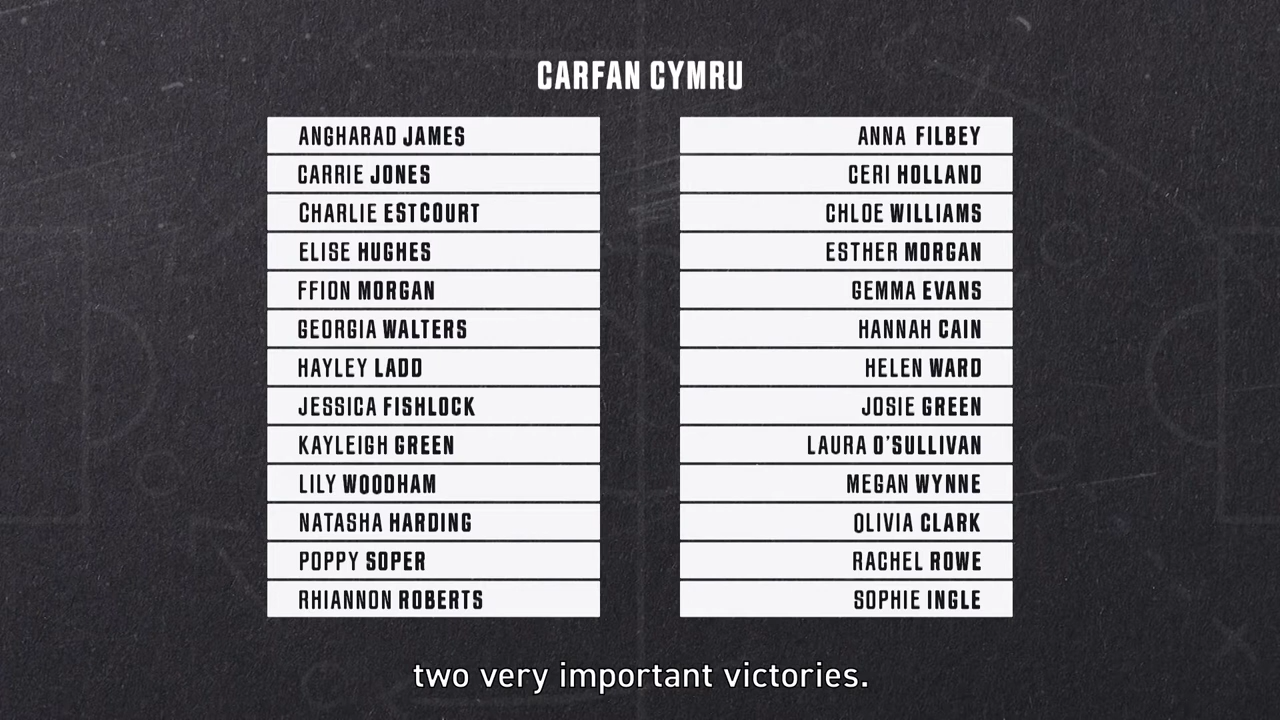 CARFAN CYMRU
ANGHARAD JAMES
CARRIE JONES
CHARLIE ESTCOURT
ELISE HUGHES
FFION MORGAN
GEORGIA WALTERS
HAYLEY LADD
JESSICA FISHLOCK
KAYLEIGH GREEN
LILY WOODHAM
NATASHA HARDING
POPPY SOPER
RHIANNON ROBERTS
ANNA FILBEY
CERI HOLLAND
CHLOE WILLIAMS
ESTHER MORGAN
GEMMA EVANS
HANNAH CAIN
HELEN WARD
JOSIE GREEN
LAURA O'SULLIVAN
MEGAN WYNNE
OLIVIA CLARK
RACHEL ROWE
SOPHIE INGLE
two very important victories.